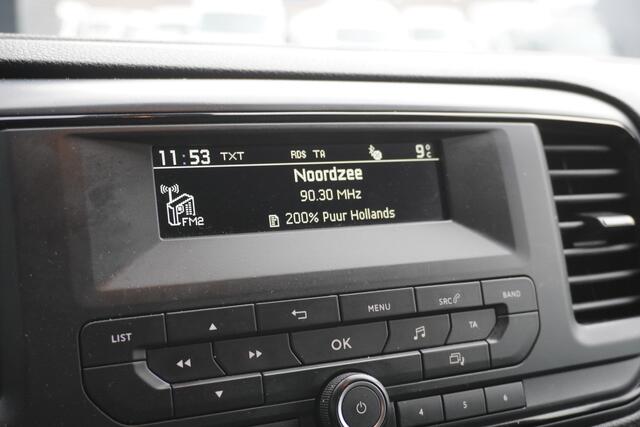 11:53 TXT RDS TA 9°C
Noordzee
90.30 MHz
FM2
200% Puur Hollands
MENU
SRC
BAND
LIST
OK
TA
4 5 6